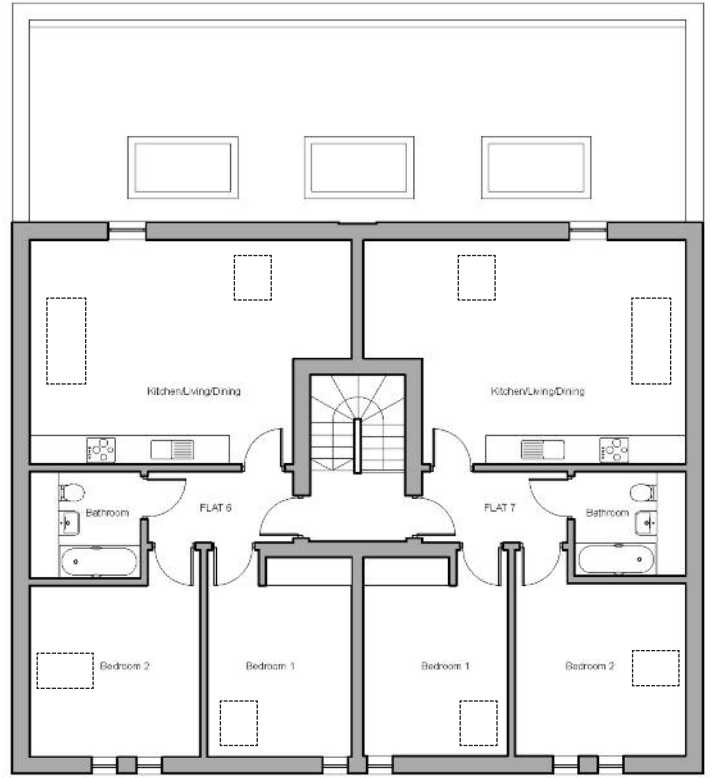 Kitchen/Living/Dining
Kitchen/Living/Dining
Bathroom
FLAT 6
FLAT 7
Bathroom
Bedroom 2
Bedroom 1
Bedroom 1
Bedroom 2